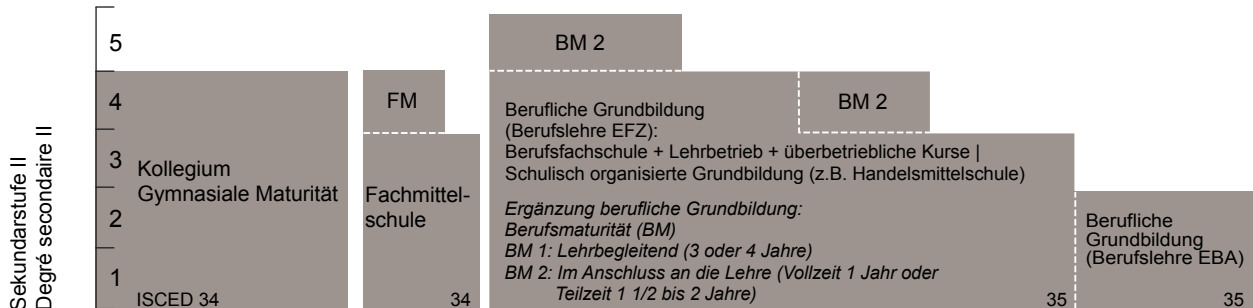 Sekundarstufe II
Degré secondaire II
5
4
3
2
1
Kollegium
Gymnasiale Maturität
ISCED 34
FM
Fachmittel-
schule
34
BM 2
BM 2
Berufliche Grundbildung
(Berufslehre EFZ):
Berufsfachschule + Lehrbetrieb + überbetriebliche Kurse |
Schulisch organisierte Grundbildung (z.B. Handelsmittelschule)
Ergänzung berufliche Grundbildung:
Berufsmaturität (BM)
BM 1: Lehrbegleitend (3 oder 4 Jahre)
BM 2: Im Anschluss an die Lehre (Vollzeit 1 Jahr oder
Teilzeit 1 1/2 bis 2 Jahre)
35
Berufliche
Grundbildung
(Berufslehre EBA)
35